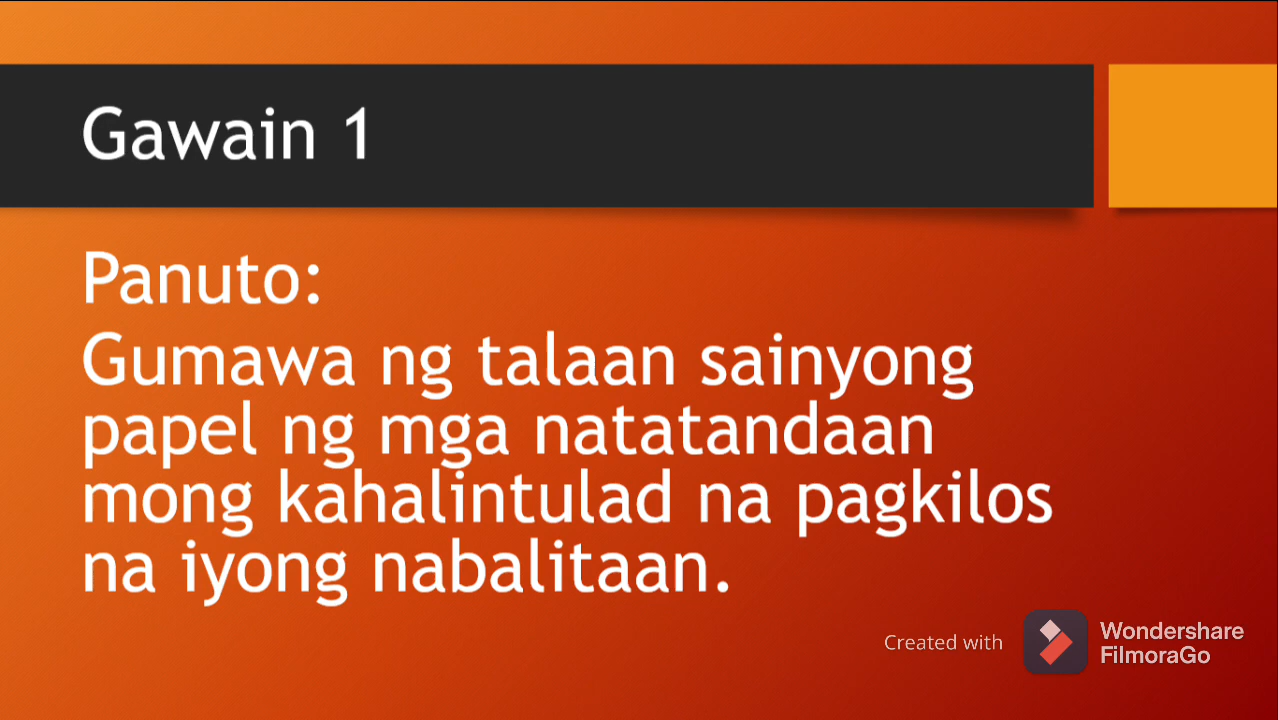 Gawain 1
Panuto:
Gumawa ng talaan sainyong
papel ng mga natatandaan
mong kahalintulad na pagkilos
na iyong nabalitaan.
Created with
Wondershare
FilmoraGo